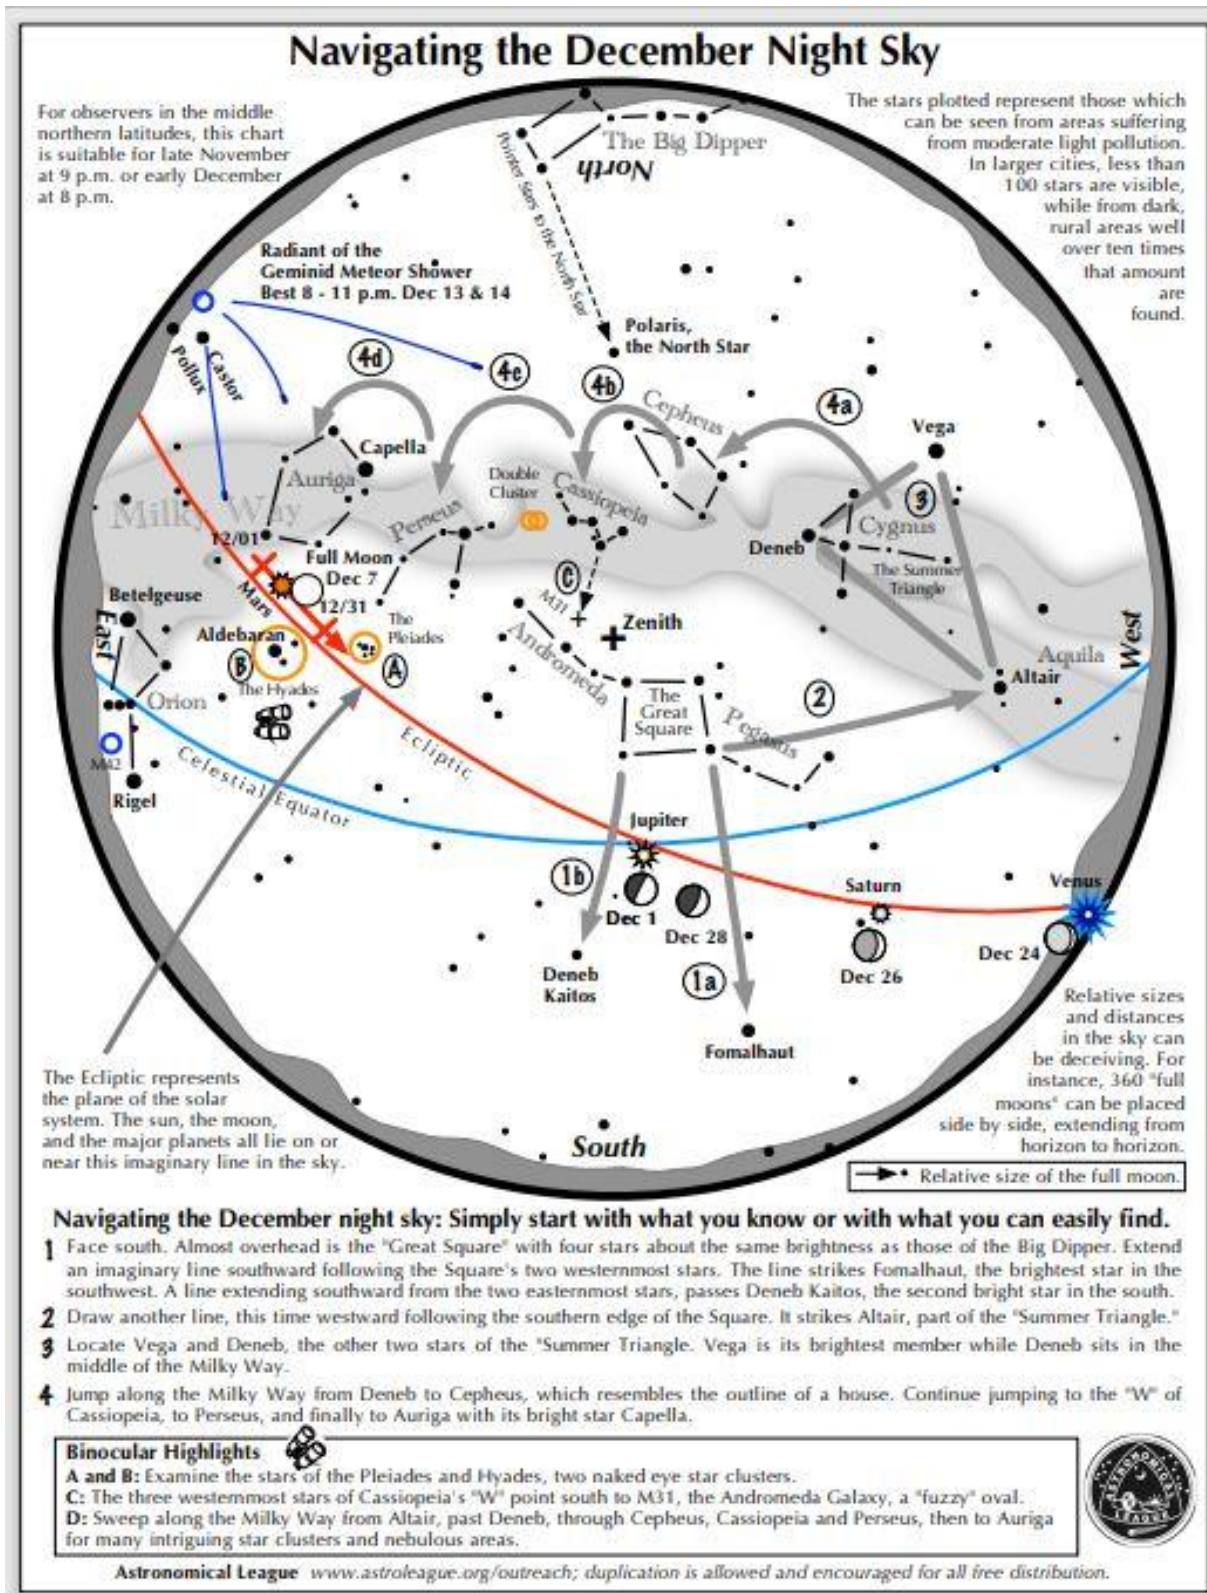 Navigating the December Night Sky
For observers in the middle
northern latitudes, this chart
is suitable for late November
at 9 p.m. or early December
at 8 p.m.
The stars plotted represent those which
can be seen from areas suffering
from moderate light pollution.
In larger cities, less than
100 stars are visible,
while from dark,
rural areas well
over ten times
that amount
are
found.
The Big Dipper
North
Pointer Stars to the North Star
Radiant of the
Geminid Meteor Shower
Best 8 - 11 p.m. Dec 13 & 14
Polaris,
the North Star
Pollux
Castor
4d
4c
4b
4a
Cepheus
Vega
Capella
Auriga
Double
Cluster
Cassiopeia
3
Milky Way
Perseus
Cygnus
Deneb
The Summer
Triangle
12/01
Full Moon
Dec 7
12/31
Mars
C
M31
Betelgeuse
East
Aldebaran
The
Pleiades
Zenith
West
B
A
Andromeda
Aquila
Altair
The Hyades
Orion
The
Great
Square
2
Pegasus
M42
Rigel
Ecliptic
Celestial Equator
Jupiter
1b
Dec 1
Dec 28
Saturn
Venus
Dec 26
Dec 24
Deneb
Kaitos
1a
Fomalhaut
Relative sizes
and distances
in the sky can
be deceiving. For
instance, 360 "full
moons" can be placed
side by side, extending from
horizon to horizon.
The Ecliptic represents
the plane of the solar
system. The sun, the moon,
and the major planets all lie on or
near this imaginary line in the sky.
South
Relative size of the full moon.
Navigating the December night sky: Simply start with what you know or with what you can easily find.
1 Face south. Almost overhead is the "Great Square" with four stars about the same brightness as those of the Big Dipper. Extend
an imaginary line southward following the Square's two westernmost stars. The line strikes Fomalhaut, the brightest star in the
southwest. A line extending southward from the two easternmost stars, passes Deneb Kaitos, the second bright star in the south.
2 Draw another line, this time westward following the southern edge of the Square. It strikes Altair, part of the "Summer Triangle."
3 Locate Vega and Deneb, the other two stars of the "Summer Triangle. Vega is its brightest member while Deneb sits in the
middle of the Milky Way.
4 Jump along the Milky Way from Deneb to Cepheus, which resembles the outline of a house. Continue jumping to the "W" of
Cassiopeia, to Perseus, and finally to Auriga with its bright star Capella.
Binocular Highlights
A and B: Examine the stars of the Pleiades and Hyades, two naked eye star clusters.
C: The three westernmost stars of Cassiopeia's "W" point south to M31, the Andromeda Galaxy, a "fuzzy" oval.
D: Sweep along the Milky Way from Altair, past Deneb, through Cepheus, Cassiopeia and Perseus, then to Auriga
for many intriguing star clusters and nebulous areas.
ASTRONOMICAL
LEAGUE
Astronomical League www.astroleague.org/outreach; duplication is allowed and encouraged for all free distribution.